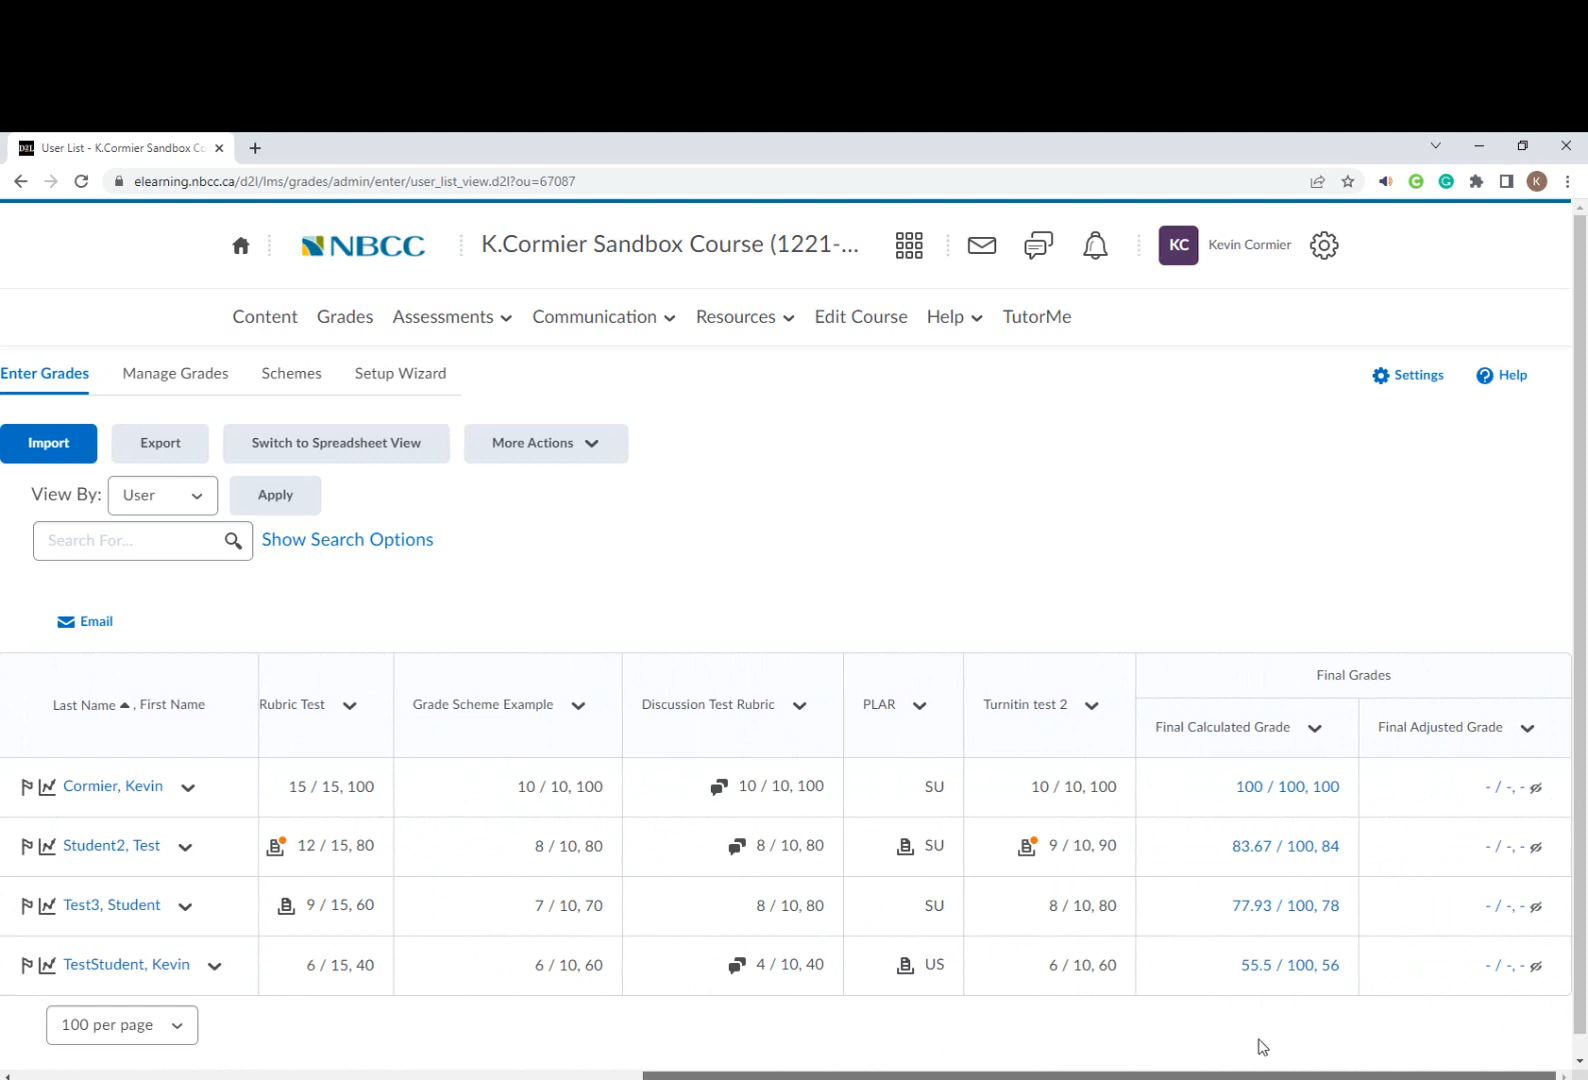 D2L User List - K.Cormier Sandbox Co
elearning.nbcc.ca/d2l/lms/grades/admin/enter/user_list_view.d2l?ou=67087 K
NBCC K.Cormier Sandbox Course (1221-... KC Kevin Cormier
Content Grades Assessments Communication Resources Edit Course Help TutorMe
Enter Grades Manage Grades Schemes Setup Wizard Settings Help
Import Export Switch to Spreadsheet View More Actions
View By: User Apply
Search For... Show Search Options
Email
Final Grades
Last Name , First Name Rubric Test Grade Scheme Example Discussion Test Rubric PLAR Turnitin test 2 Final Calculated Grade Final Adjusted Grade
Cormier, Kevin 15 / 15, 100 10 / 10, 100 10 / 10, 100 SU 10 / 10, 100 100 / 100, 100 - / -, -
Student2, Test 12 / 15, 80 8 / 10, 80 8 / 10, 80 SU 9 / 10, 90 83.67 / 100, 84 - / -, -
Test3, Student 9 / 15, 60 7 / 10, 70 8 / 10, 80 SU 8 / 10, 80 77.93 / 100, 78 - / -, -
TestStudent, Kevin 6 / 15, 40 6 / 10, 60 4 / 10, 40 US 6 / 10, 60 55.5 / 100, 56 - / -, -
100 per page